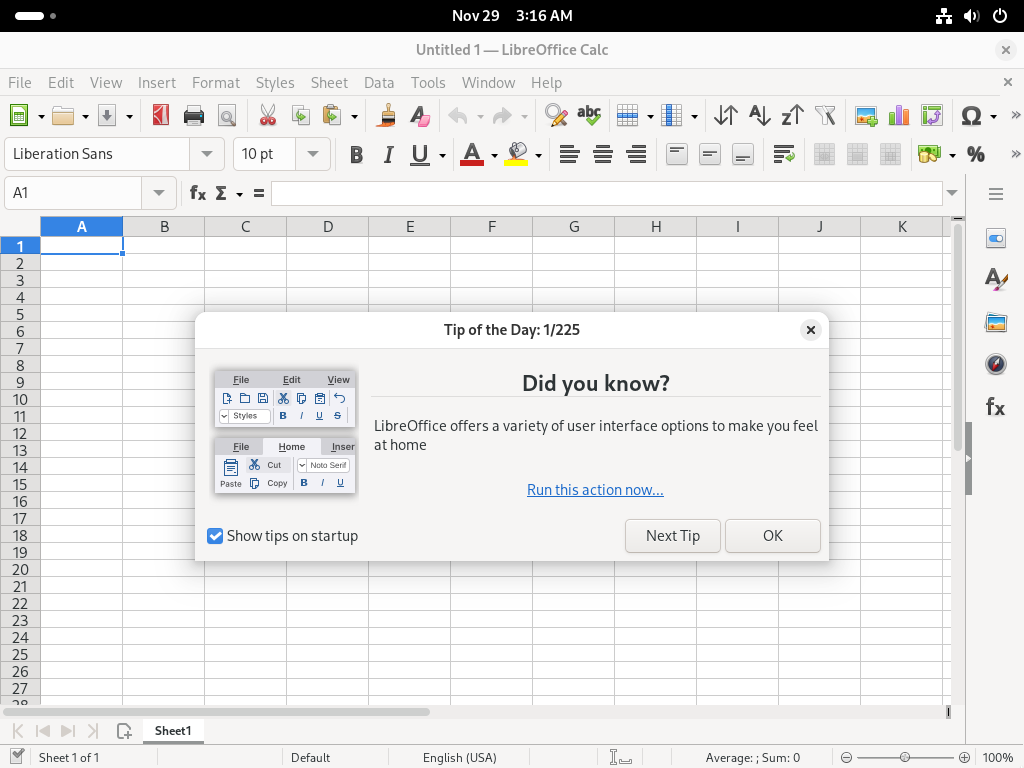 Nov 29 3:16 AM
Untitled 1 — LibreOffice Calc
File Edit View Insert Format Styles Sheet Data Tools Window Help
Liberation Sans 10 pt
A1
A B C D E F G H I J K
1
2
3
4
5
6
7
8
9
10
11
12
13
14
15
16
17
18
19
20
21
22
23
24
25
26
27
28
Tip of the Day: 1/225
File Edit View
Styles B I U S
File Home Inser
Cut Noto Serif
Paste Copy B I U
Did you know?
LibreOffice offers a variety of user interface options to make you feel
at home
Run this action now...
Show tips on startup
Next Tip OK
Sheet1
Sheet 1 of 1 Default English (USA) Average: ; Sum: 0 100%